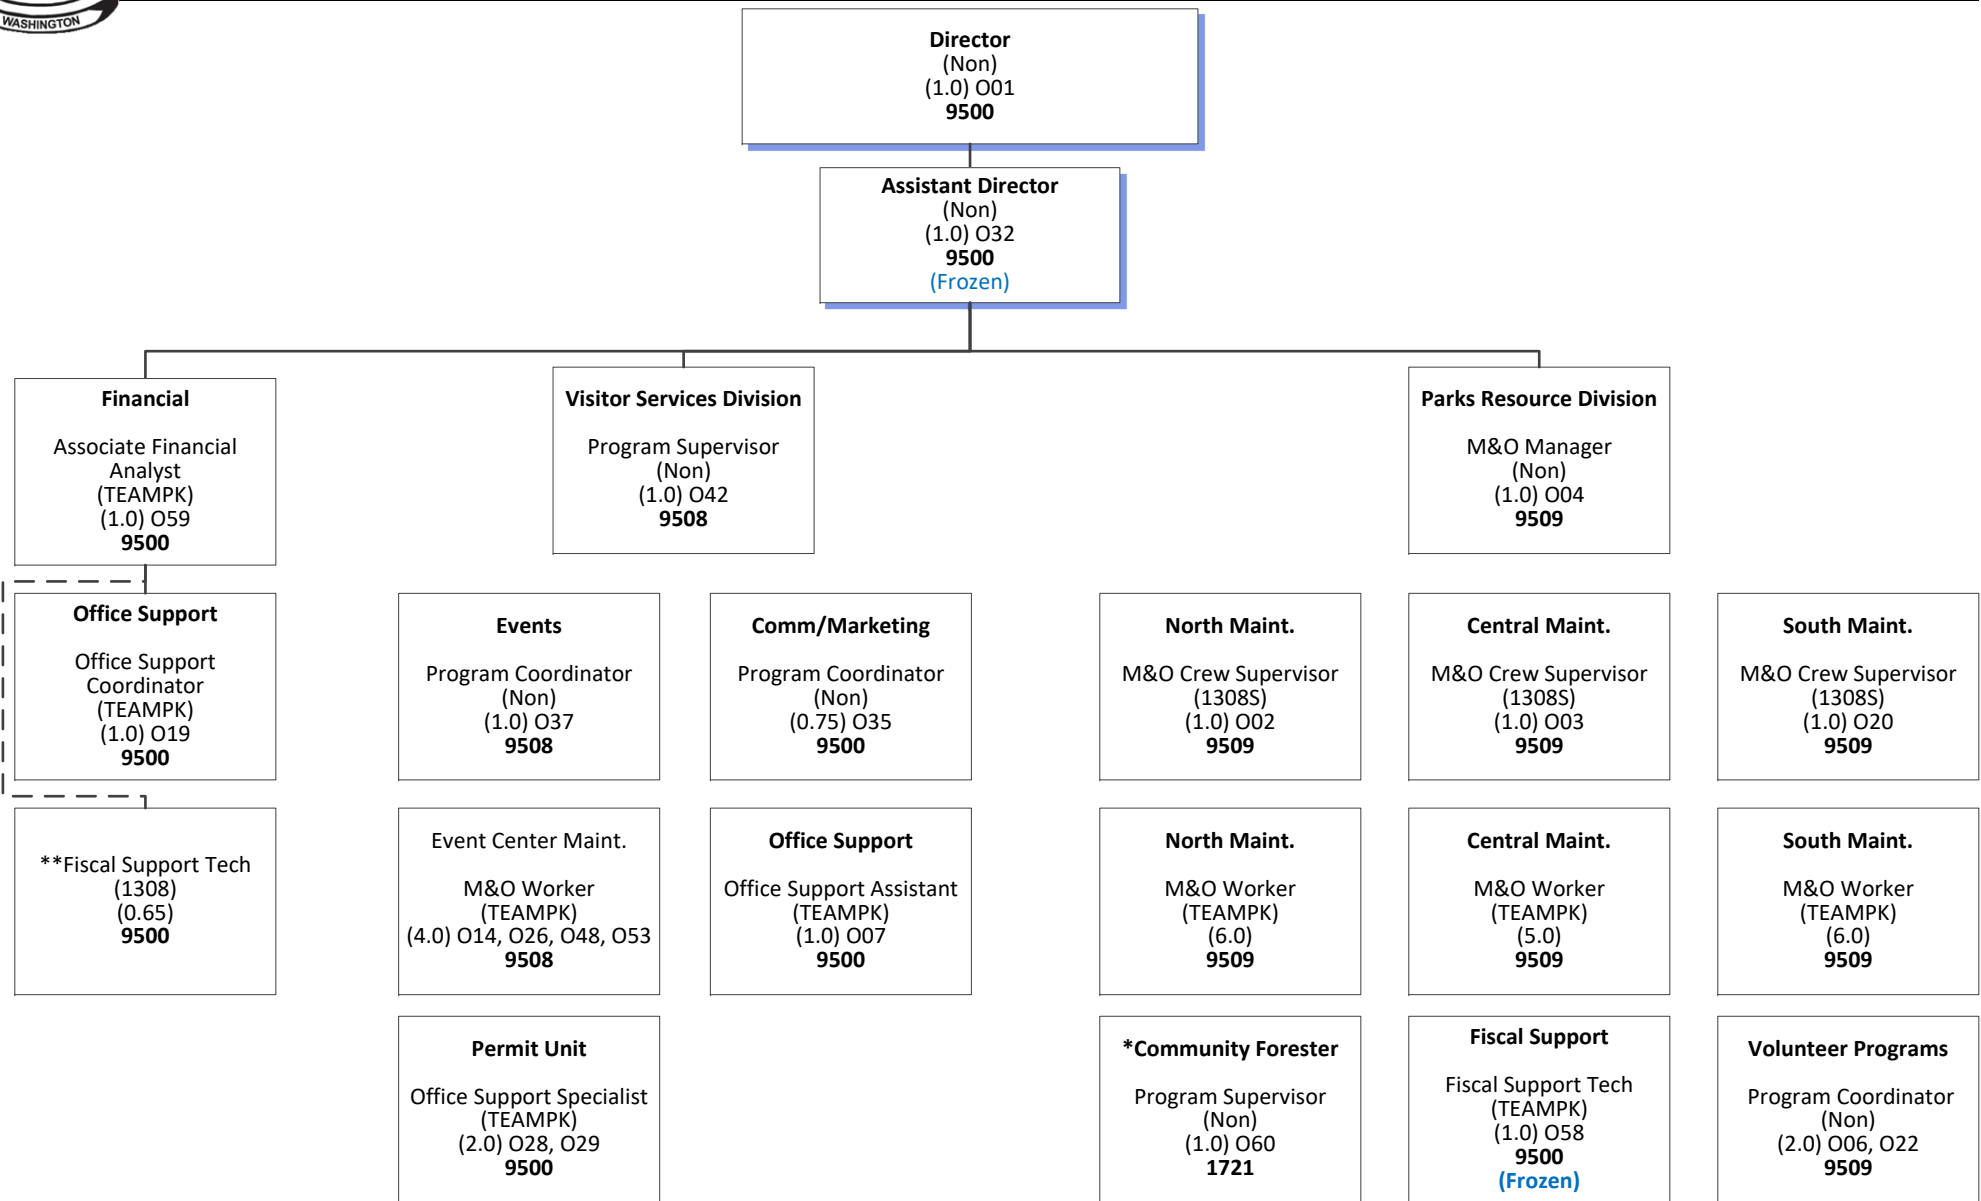 WASHINGTON
Director
(Non)
(1.0) O01
9500
Assistant Director
(Non)
(1.0) O32
9500
(Frozen)
Financial
Associate Financial
Analyst
(TEAMPK)
(1.0) O59
9500
Visitor Services Division
Program Supervisor
(Non)
(1.0) O42
9508
Parks Resource Division
M&O Manager
(Non)
(1.0) O04
9509
Office Support
Office Support
Coordinator
(TEAMPK)
(1.0) O19
9500
Events
Program Coordinator
(Non)
(1.0) O37
9508
Comm/Marketing
Program Coordinator
(Non)
(0.75) O35
9500
North Maint.
M&O Crew Supervisor
(1308S)
(1.0) O02
9509
Central Maint.
M&O Crew Supervisor
(1308S)
(1.0) O03
9509
South Maint.
M&O Crew Supervisor
(1308S)
(1.0) O20
9509
**Fiscal Support Tech
(1308)
(0.65)
9500
Event Center Maint.
M&O Worker
(TEAMPK)
(4.0) O14, O26, O48, O53
9508
Office Support
Office Support Assistant
(TEAMPK)
(1.0) O07
9500
North Maint.
M&O Worker
(TEAMPK)
(6.0)
9509
Central Maint.
M&O Worker
(TEAMPK)
(5.0)
9509
South Maint.
M&O Worker
(TEAMPK)
(6.0)
9509
Permit Unit
Office Support Specialist
(TEAMPK)
(2.0) O28, O29
9500
*Community Forester
Program Supervisor
(Non)
(1.0) O60
1721
Fiscal Support
Fiscal Support Tech
(TEAMPK)
(1.0) O58
9500
(Frozen)
Volunteer Programs
Program Coordinator
(Non)
(2.0) O06, O22
9509